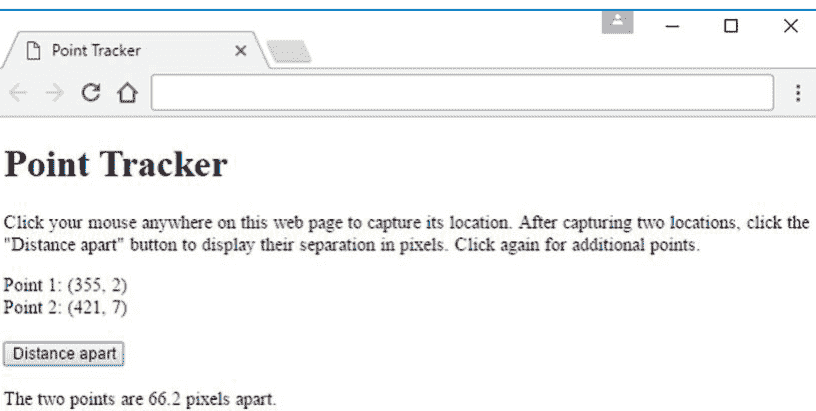 Point Tracker
Point Tracker
Click your mouse anywhere on this web page to capture its location. After capturing two locations, click the
"Distance apart" button to display their separation in pixels. Click again for additional points.
Point 1: (355, 2)
Point 2: (421, 7)
Distance apart
The two points are 66.2 pixels apart.